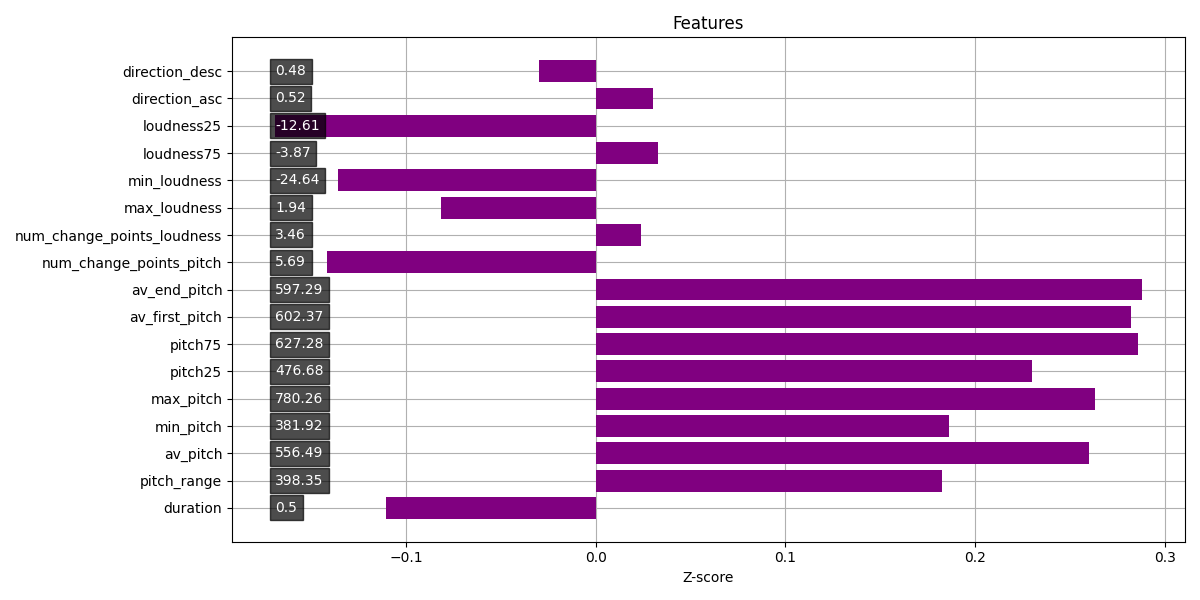 Features
direction_desc 0.48
direction_asc 0.52
loudness25 -12.61
loudness75 -3.87
min_loudness -24.64
max_loudness 1.94
num_change_points_loudness 3.46
num_change_points_pitch 5.69
av_end_pitch 597.29
av_first_pitch 602.37
pitch75 627.28
pitch25 476.68
max_pitch 780.26
min_pitch 381.92
av_pitch 556.49
pitch_range 398.35
duration 0.5
−0.1 0.0 0.1 0.2 0.3
Z-score